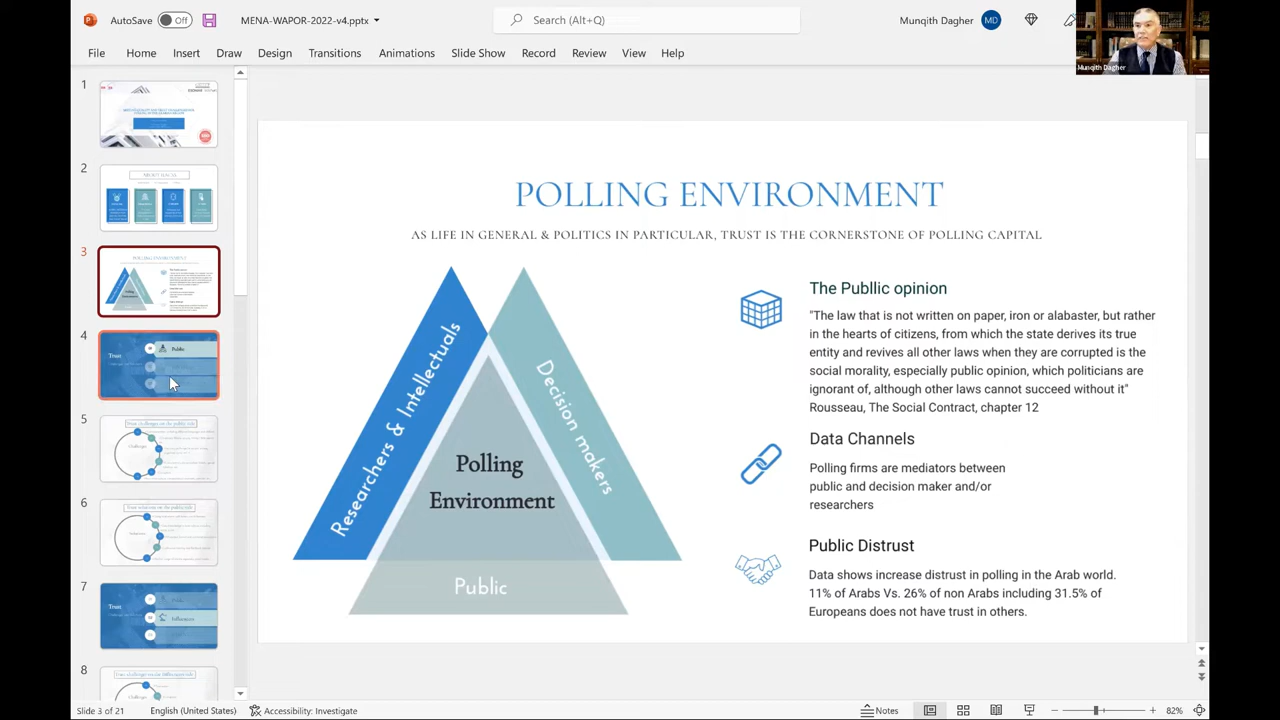 AutoSave Off MENA-WAPOR-2022-v4.pptx Search (Alt+Q) Munqith Dagher MD
Munqith Dagher
File Home Insert Draw Design Transitions Record Review View Help
1
2
3
4
Trust
Public
5
6
7
Trust
Influencers
8
POLLING ENVIRONMENT
AS LIFE IN GENERAL & POLITICS IN PARTICULAR, TRUST IS THE CORNERSTONE OF POLLING CAPITAL
Researchers & Intellectuals
Decision makers
Polling
Environment
Public
The Publlic opinion
"The law that is not written on paper, iron or alabaster, but rather
in the hearts of citizens, from which the state derives its true
entity and revives all other laws when they are corrupted is the
social morality, especially public opinion, which politicians are
ignorant of, although other laws cannot succeed without it"
Rousseau, The Social Contract, chapter 12
Data Channels
Polling firms are mediators between
public and decision maker and/or
researchers
Public Distrust
Data shows increase distrust in polling in the Arab world.
11% of Arabs Vs. 26% of non Arabs including 31.5% of
Europeans does not have trust in others.
Slide 3 of 21 English (United States) Accessibility: Investigate Notes 82%